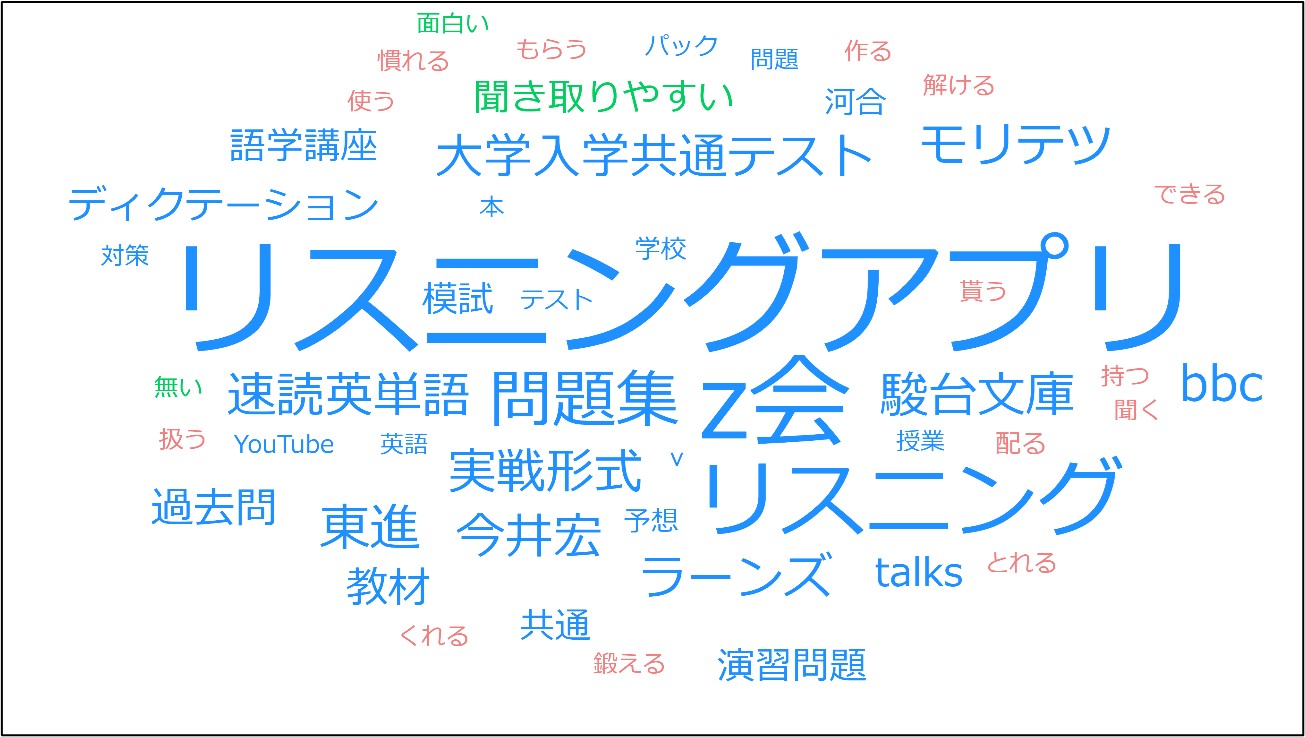 面白い
慣れる もらう パック 問題 作る
使う 聞き取りやすい 河合 解ける
語学講座 大学入学共通テスト モリテツ
ディクテーション 本 できる
対策 リスニングアプリ 学校
模試 テスト 貰う
無い 速読英単語 問題集 z会 駿台文庫 持つ bbc
聞く
扱う YouTube 英語 授業 配る
実戦形式 v リスニング
過去問 東進 今井宏 予想
教材 ラーンズ talks とれる
くれる 共通
鍛える 演習問題